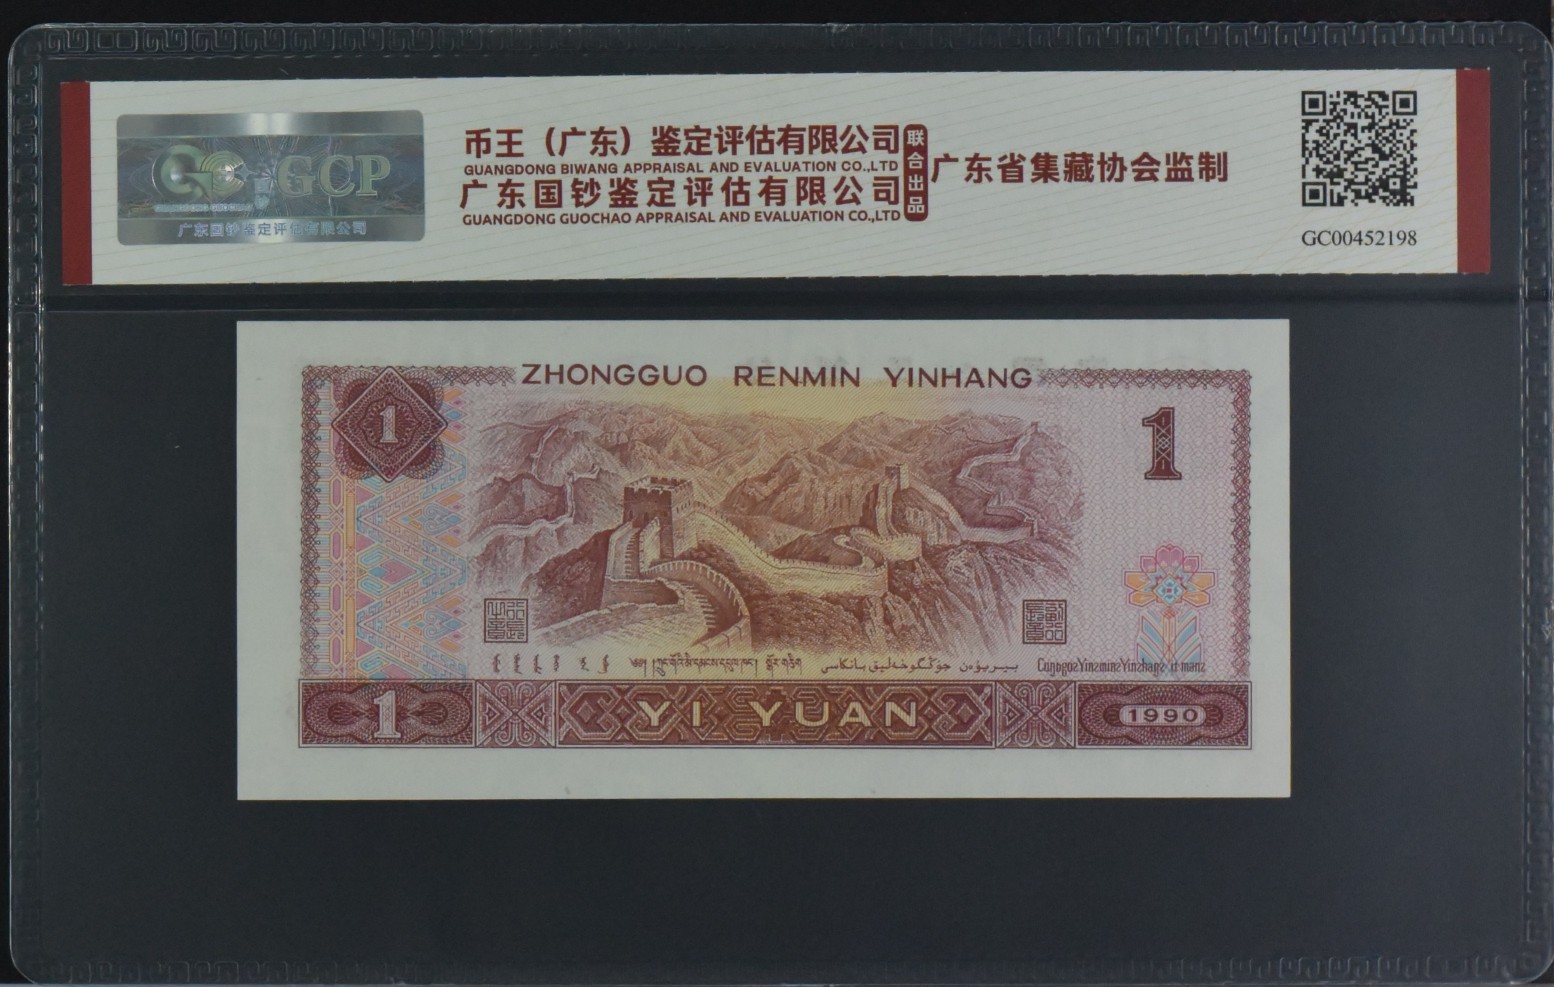 币王（广东）鉴定评估有限公司
GUANGDONG BIWANG APPRAISAL AND EVALUATION CO.,LTD
广东国钞鉴定评估有限公司
GUANGDONG GUOCHAO APPRAISAL AND EVALUATION CO.,LTD
联合出品
广东省集藏协会监制
GCP
广东国钞鉴定评估有限公司
GC00452198
ZHONGGUO RENMIN YINHANG
1
1
1
YI YUAN
1990